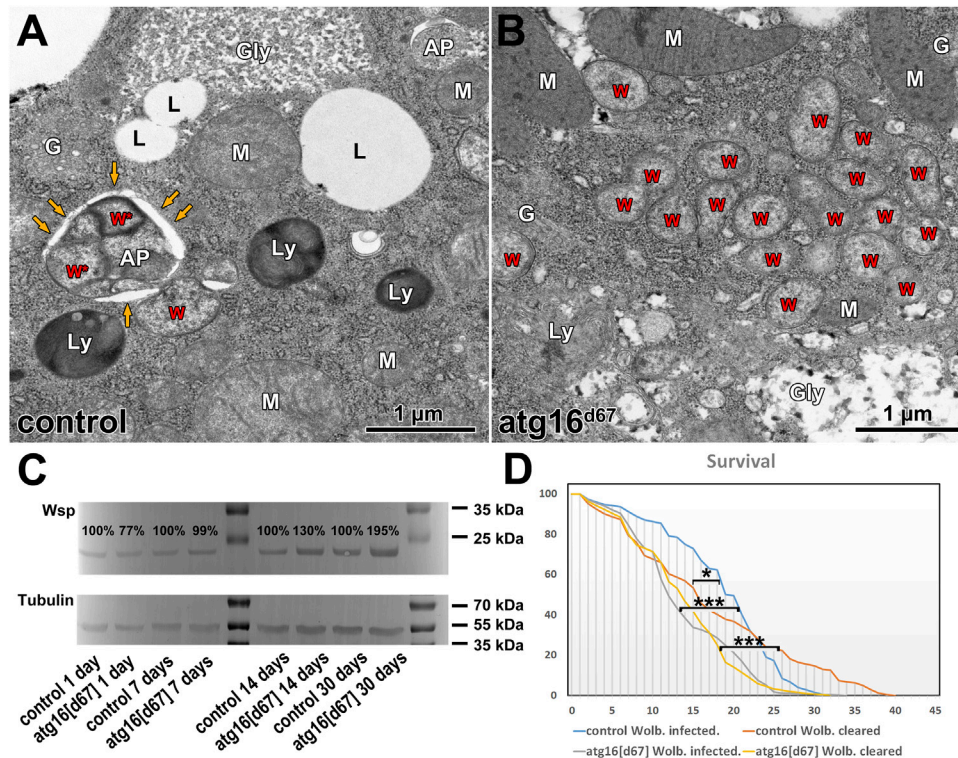 A
Gly
AP
L
M
L
G
M
L
W*
AP
Ly
W*
Ly
W
Ly
M
M
control
1 µm
B
M
G
M
M
W
W
W
W
W
W
G
W
W
W
W
W
W
W
W
W
W
W
W
W
M
Ly
Gly
atg16d67
1 µm
C
Wsp
100% 77% 100% 99% 100% 130% 100% 195%
35 kDa
25 kDa
Tubulin
70 kDa
55 kDa
35 kDa
control 1 day
atg16[d67] 1 day
control 7 days
atg16[d67] 7 days
control 14 days
atg16[d67] 14 days
control 30 days
atg16[d67] 30 days
D
Survival
100
80
60
40
20
0
*
***
***
0 5 10 15 20 25 30 35 40 45
control Wolb. infected. control Wolb. cleared
atg16[d67] Wolb. infected. atg16[d67] Wolb. cleared